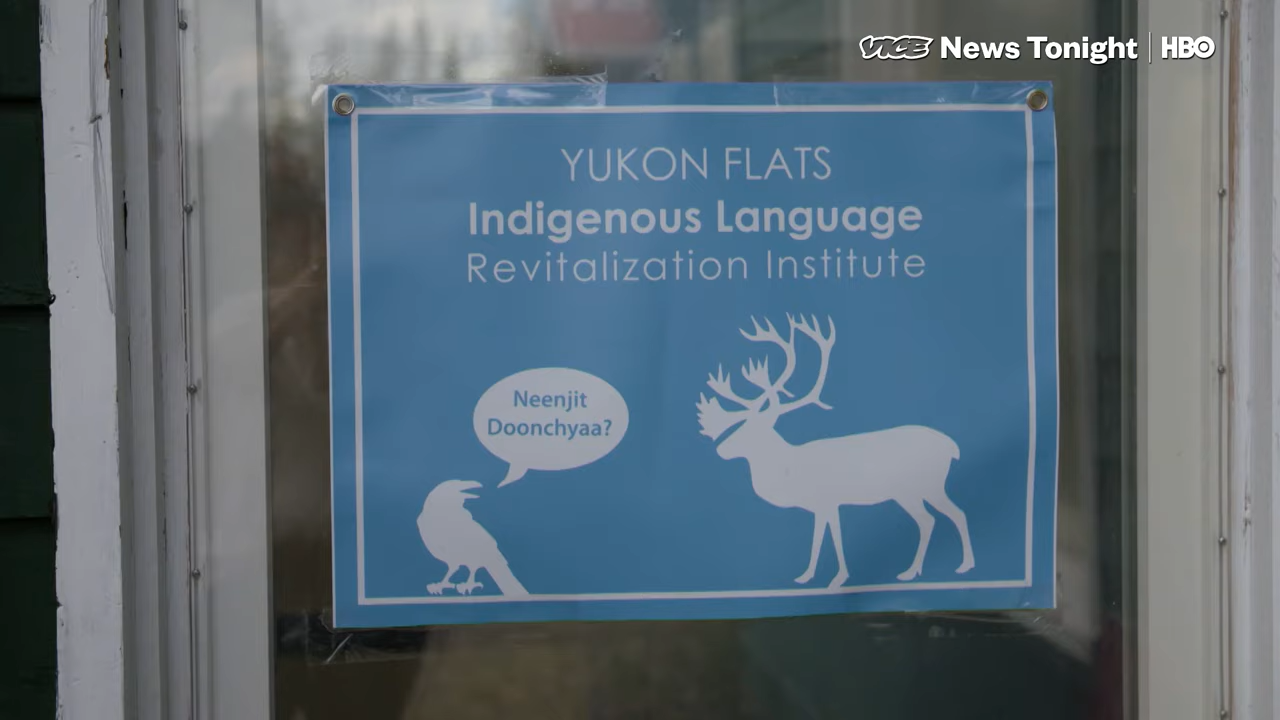 VICE News Tonight | HBO
YUKON FLATS
Indigenous Language
Revitalization Institute
Neenjit
Doonchyaa?